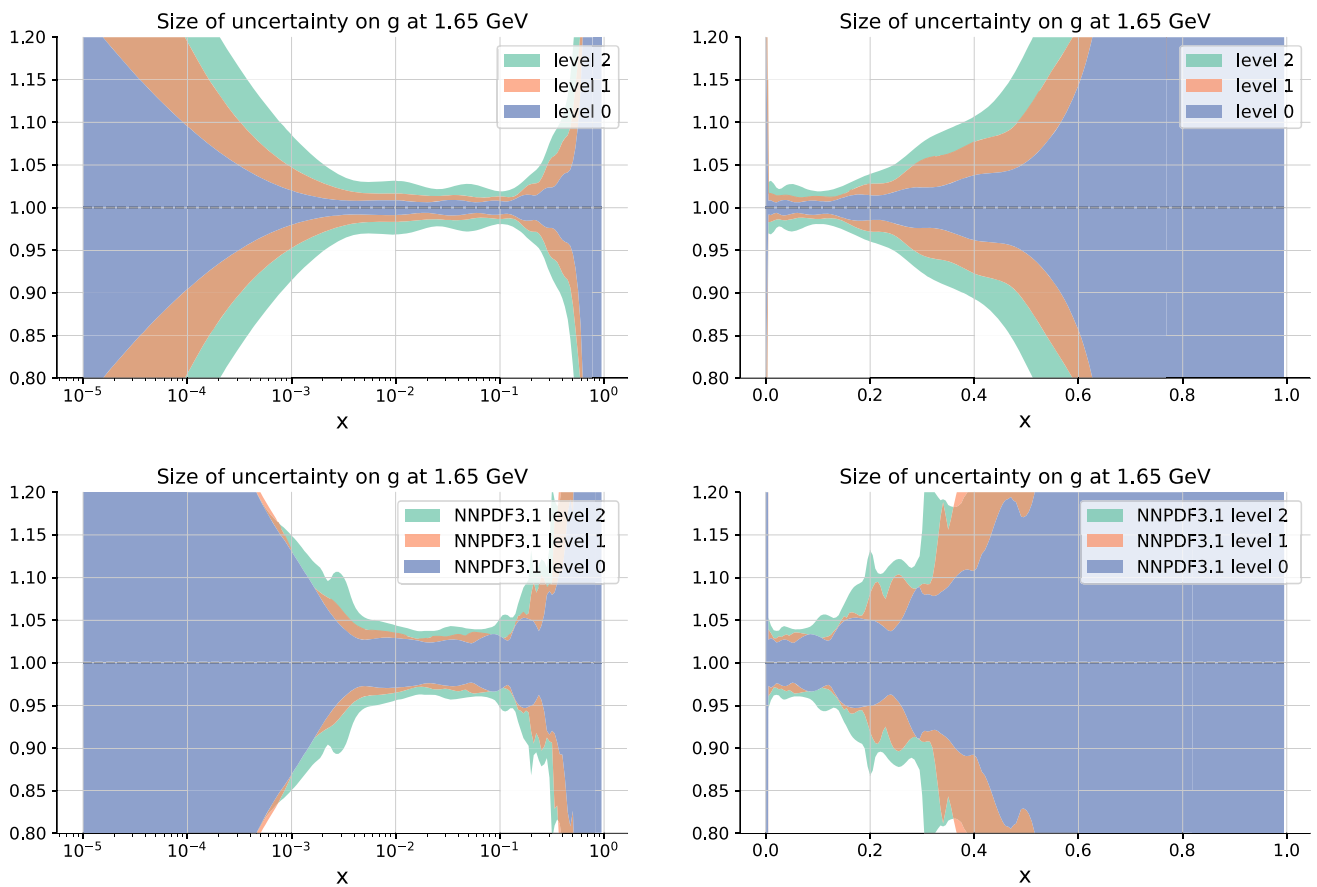 Size of uncertainty on g at 1.65 GeV
1.20
1.15
1.10
1.05
1.00
0.95
0.90
0.85
0.80
level 2
level 1
level 0
10⁻⁵ 10⁻⁴ 10⁻³ 10⁻² 10⁻¹ 10⁰
x
Size of uncertainty on g at 1.65 GeV
1.20
1.15
1.10
1.05
1.00
0.95
0.90
0.85
0.80
level 2
level 1
level 0
0.0 0.2 0.4 0.6 0.8 1.0
x
Size of uncertainty on g at 1.65 GeV
1.20
1.15
1.10
1.05
1.00
0.95
0.90
0.85
0.80
NNPDF3.1 level 2
NNPDF3.1 level 1
NNPDF3.1 level 0
10⁻⁵ 10⁻⁴ 10⁻³ 10⁻² 10⁻¹ 10⁰
x
Size of uncertainty on g at 1.65 GeV
1.20
1.15
1.10
1.05
1.00
0.95
0.90
0.85
0.80
NNPDF3.1 level 2
NNPDF3.1 level 1
NNPDF3.1 level 0
0.0 0.2 0.4 0.6 0.8 1.0
x